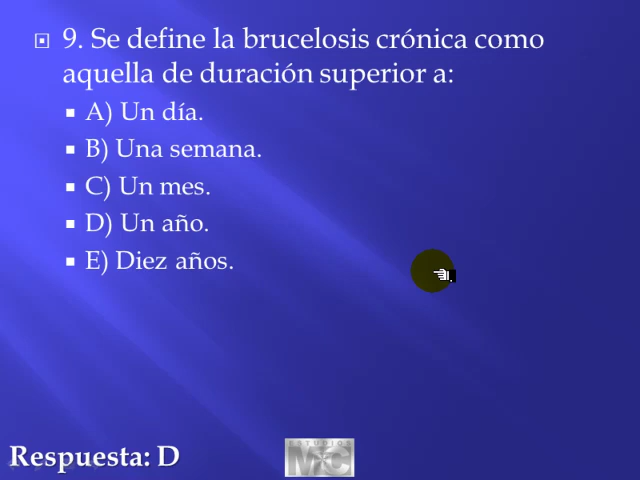 9. Se define la brucelosis crónica como
aquella de duración superior a:
A) Un día.
B) Una semana.
C) Un mes.
D) Un año.
E) Diez años.
Respuesta: D
ESTUDIOS
MC